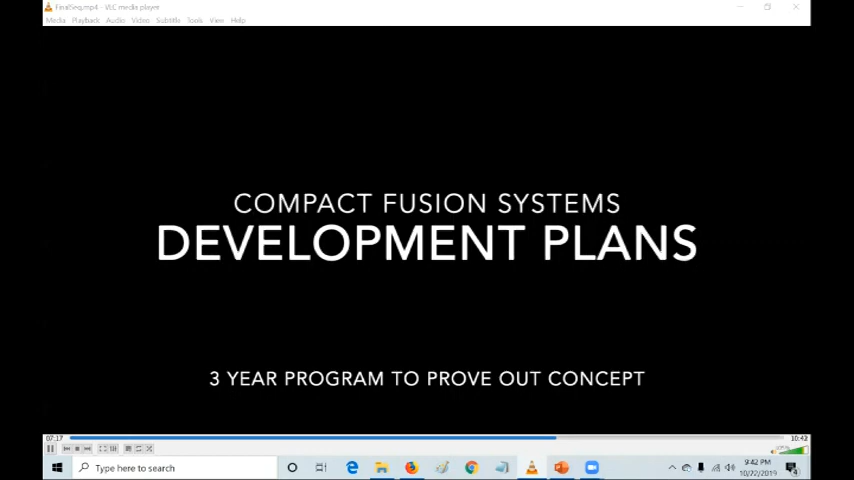 FinalSeq.mp4 - VLC media player
Media Playback Audio Video Subtitle Tools View Help
COMPACT FUSION SYSTEMS
DEVELOPMENT PLANS
3 YEAR PROGRAM TO PROVE OUT CONCEPT
07:17
10:42
Type here to search
9:42 PM
10/22/2019
4